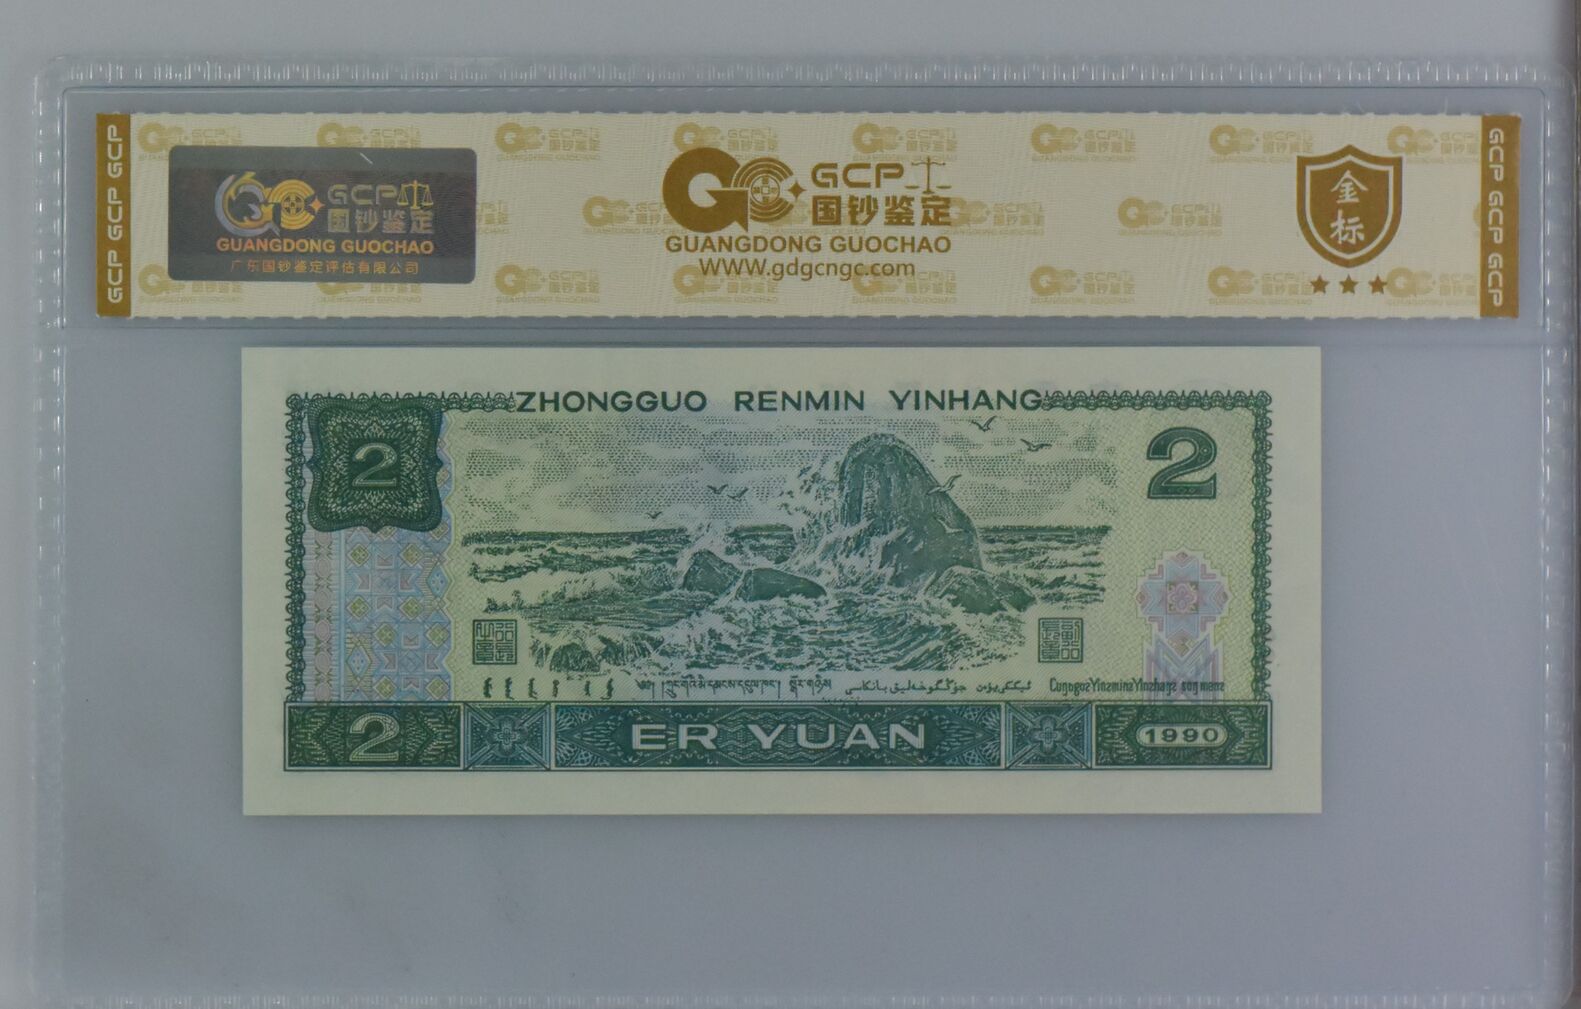 GCP GCP GCP
GCP 国钞鉴定
GUANGDONG GUOCHAO
广东国钞鉴定评估有限公司
GCP
国钞鉴定
GUANGDONG GUOCHAO
WWW.gdgcngc.com
金标
GCP GCP GCP
ZHONGGUO RENMIN YINHANG
2
2
CuŋƣozYinzminzYinzhaŋz
2
ER YUAN
1990